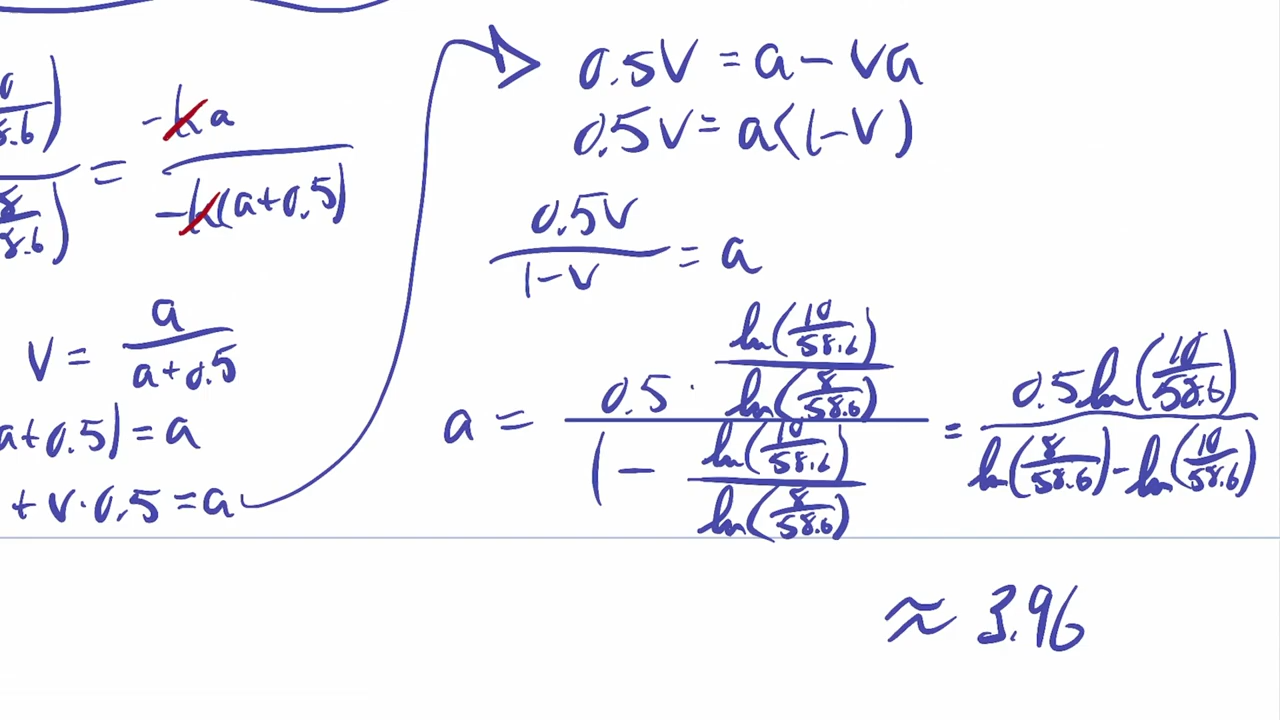 0.5V = a - Va
0.5V = a(1-V)
-ka / -k(a+0.5)
8.6) = 
0.5V / 1-V = a
V = a / a+0.5
a+0.5) = a
+ V·0.5 = a
a = 0.5 · ln(10/58.6) / ln(8/58.6) / 1 - ln(10/58.6) / ln(8/58.6) = 0.5 ln(10/58.6) / ln(8/58.6) - ln(10/58.6)
≈ 3.96